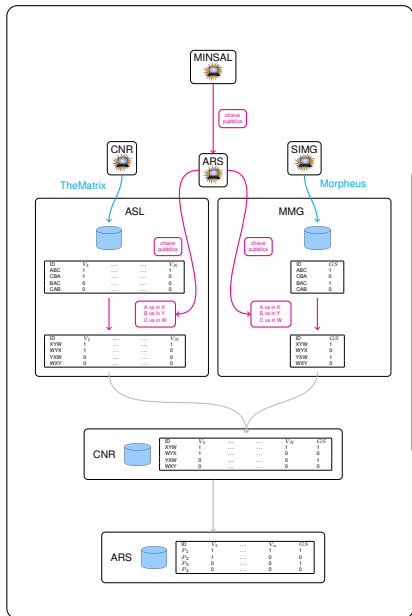 MINSAL
chiave
pubblica
CNR
ARS
SIMG
TheMatrix
Morpheus
ASL
MMG
chiave
pubblica
chiave
pubblica
ID V1 … … VN
ABC 1 … … 1
CBA 1 … … 0
BAC 0 … … 0
CAB 0 … … 0
ID GS
ABC 1
CBA 0
BAC 1
CAB 0
A va in X
B va in Y
C va in W
A va in X
B va in Y
C va in W
ID V1 … … VN
XYW 1 … … 1
WYX 1 … … 0
YXW 0 … … 0
WXY 0 … … 0
ID GS
XYW 1
WYX 0
YXW 1
WXY 0
CNR
ID V1 … … VN GS
XYW 1 … … 1 1
WYX 1 … … 0 0
YXW 0 … … 0 1
WXY 0 … … 0 0
ARS
ID V1 … Vn GS
P1 1 … 1 1
P2 1 … 0 0
P3 0 … 0 1
P4 0 … 0 0